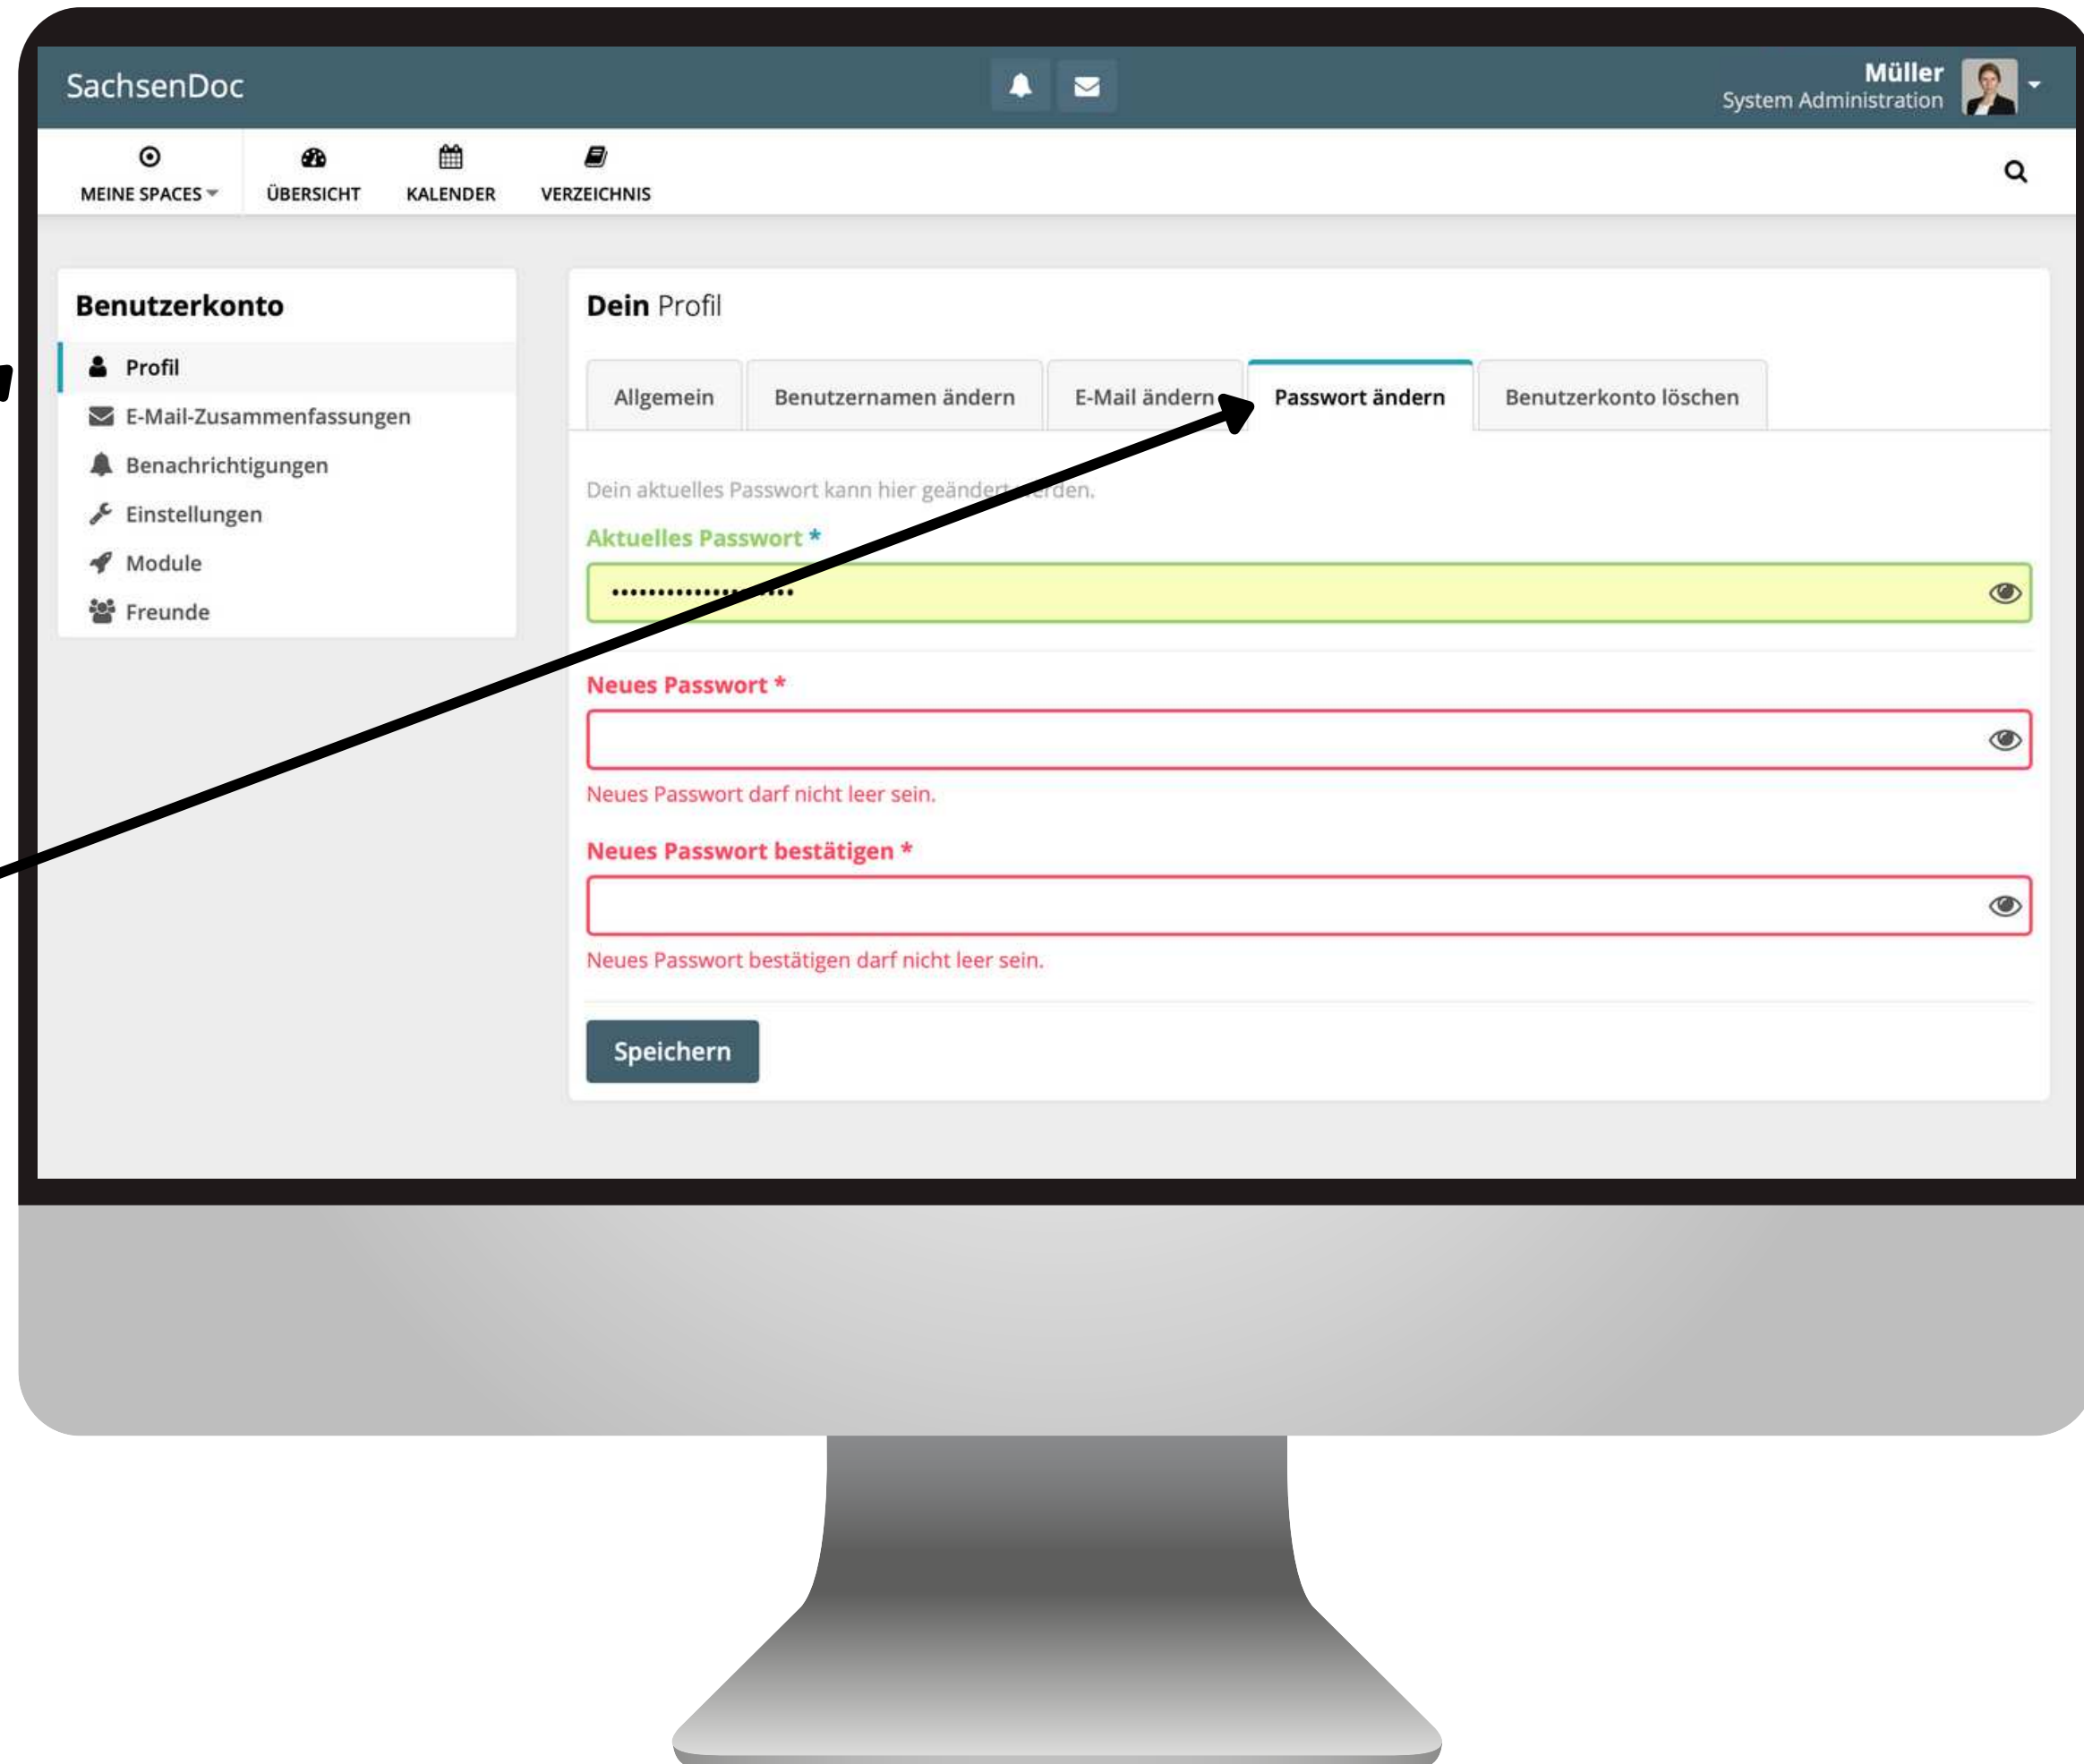 SachsenDoc
Müller
System Administration
MEINE SPACES
ÜBERSICHT
KALENDER
VERZEICHNIS
Benutzerkonto
Profil
E-Mail-Zusammenfassungen
Benachrichtigungen
Einstellungen
Module
Freunde
Dein Profil
Allgemein
Benutzernamen ändern
E-Mail ändern
Passwort ändern
Benutzerkonto löschen
Dein aktuelles Passwort kann hier geändert werden.
Aktuelles Passwort *
Neues Passwort *
Neues Passwort darf nicht leer sein.
Neues Passwort bestätigen *
Neues Passwort bestätigen darf nicht leer sein.
Speichern